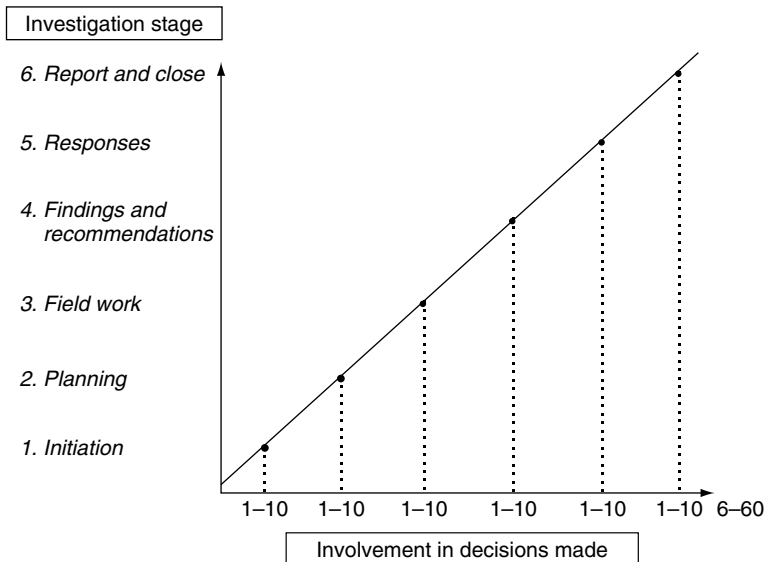 Investigation stage
6. Report and close
5. Responses
4. Findings and
recommendations
3. Field work
2. Planning
1. Initiation
1–10 1–10 1–10 1–10 1–10 1–10 6–60
Involvement in decisions made